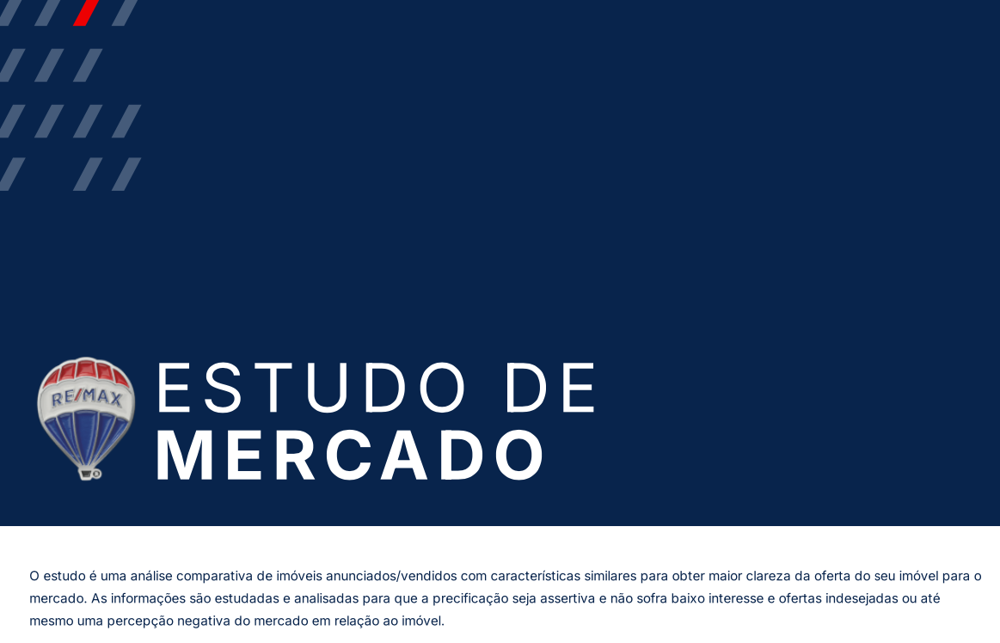 RE/MAX
ESTUDO DE
MERCADO
O estudo é uma análise comparativa de imóveis anunciados/vendidos com características similares para obter maior clareza da oferta do seu imóvel para o
mercado. As informações são estudadas e analisadas para que a precificação seja assertiva e não sofra baixo interesse e ofertas indesejadas ou até
mesmo uma percepção negativa do mercado em relação ao imóvel.